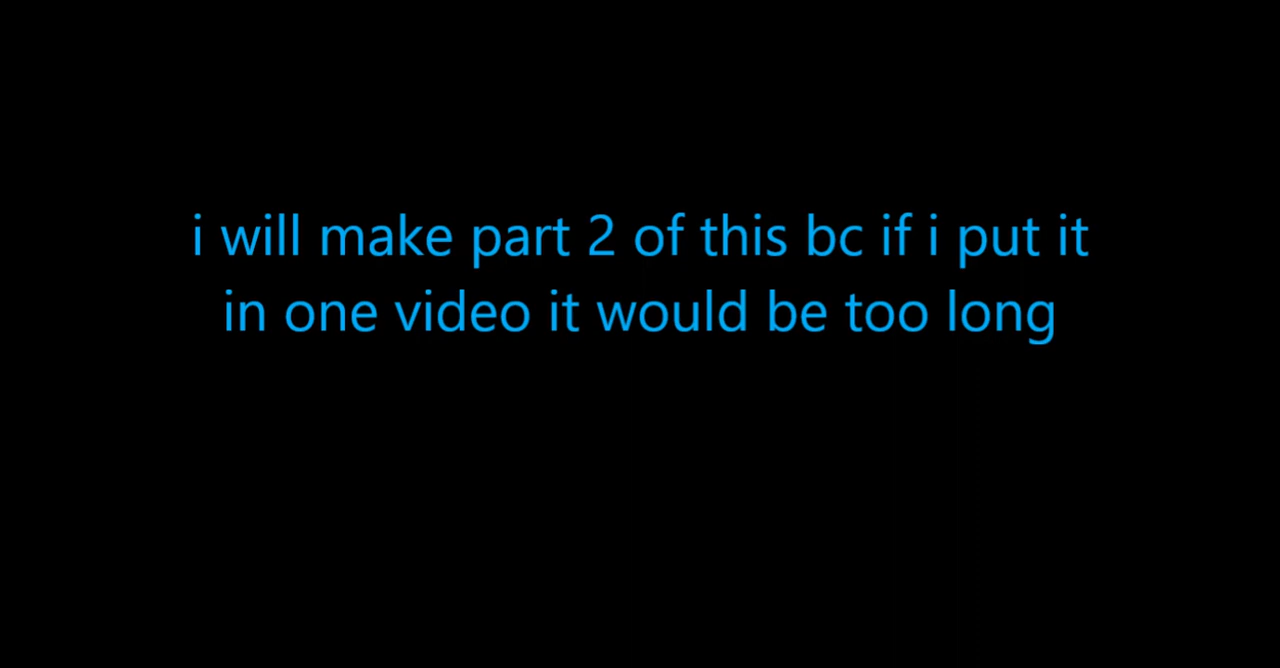 i will make part 2 of this bc if i put it
in one video it would be too long